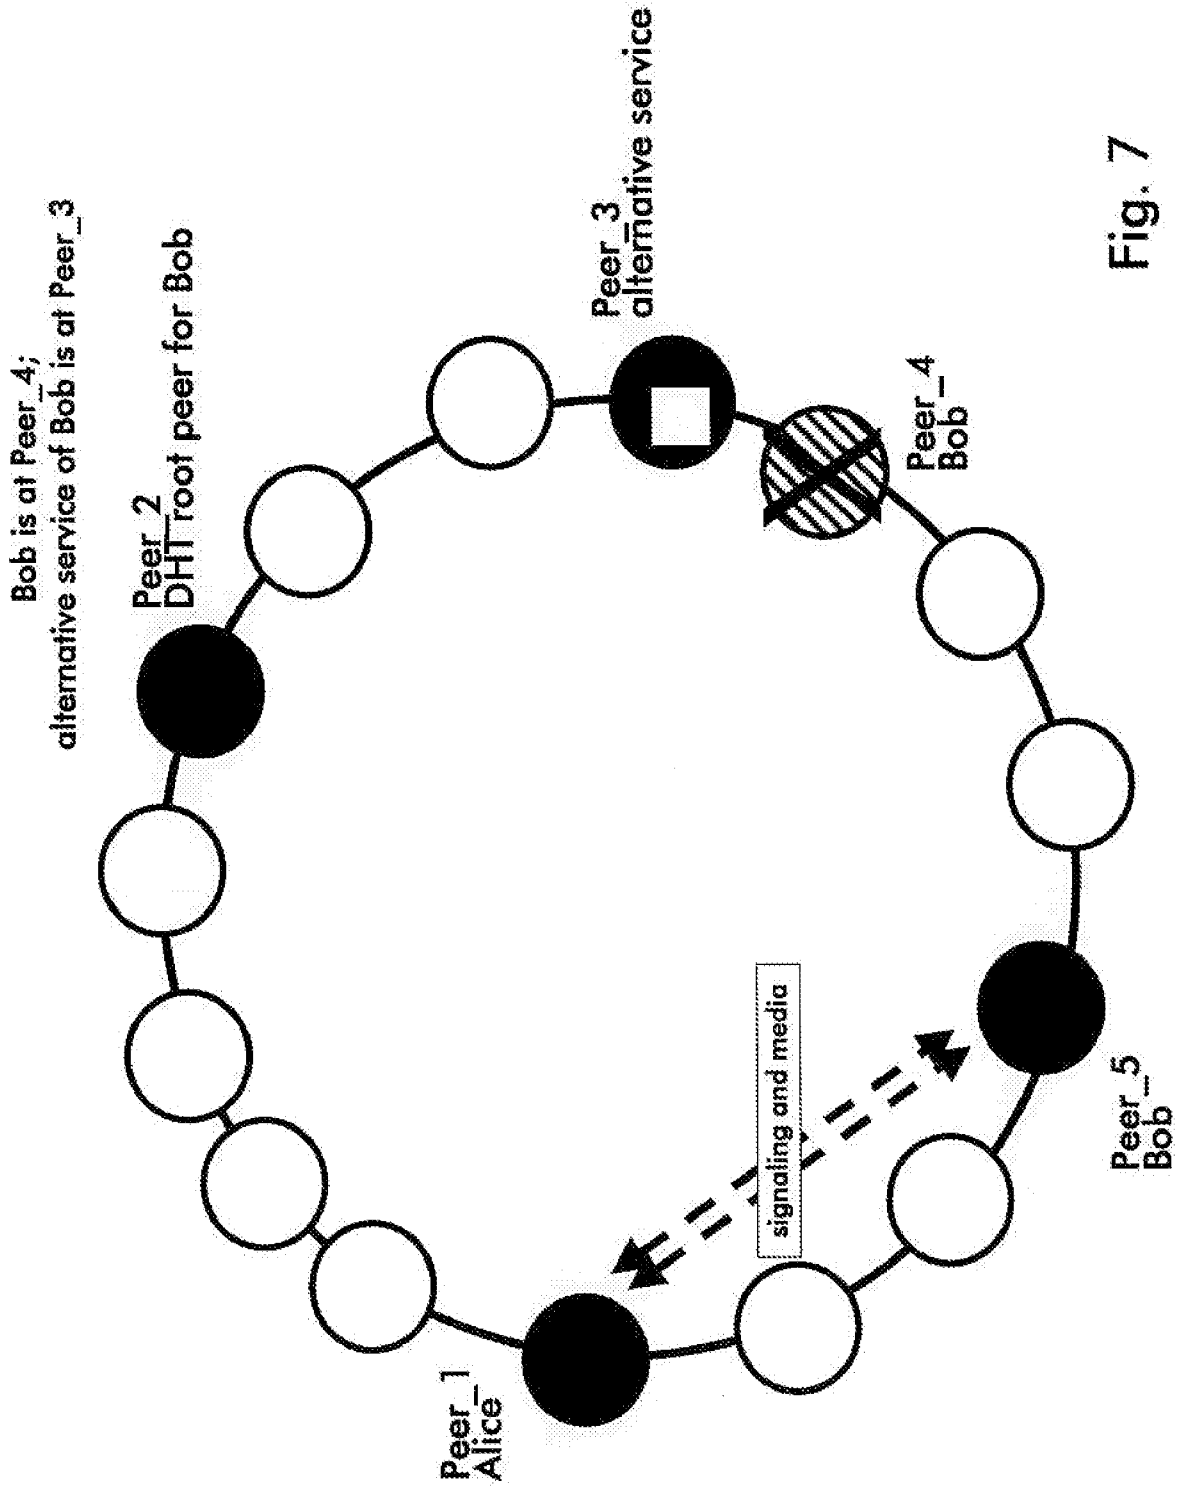 Bob is at Peer_4;
alternative service of Bob is at Peer_3
Peer_2
DHT root peer for Bob
Peer_3
alternative service
Peer_4
Bob
Peer_1
Alice
signaling and media
Peer_5
Bob
Fig. 7